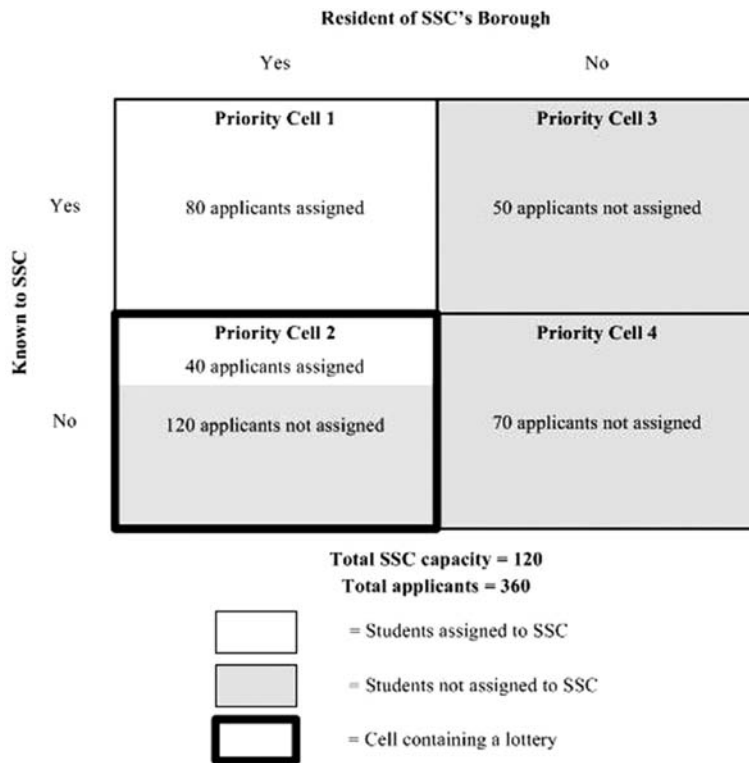 Resident of SSC's Borough
Yes No
Priority Cell 1 Priority Cell 3
Known to SSC
Yes 80 applicants assigned 50 applicants not assigned
Priority Cell 2 Priority Cell 4
40 applicants assigned
No 120 applicants not assigned 70 applicants not assigned
Total SSC capacity = 120
Total applicants = 360
= Students assigned to SSC
= Students not assigned to SSC
= Cell containing a lottery